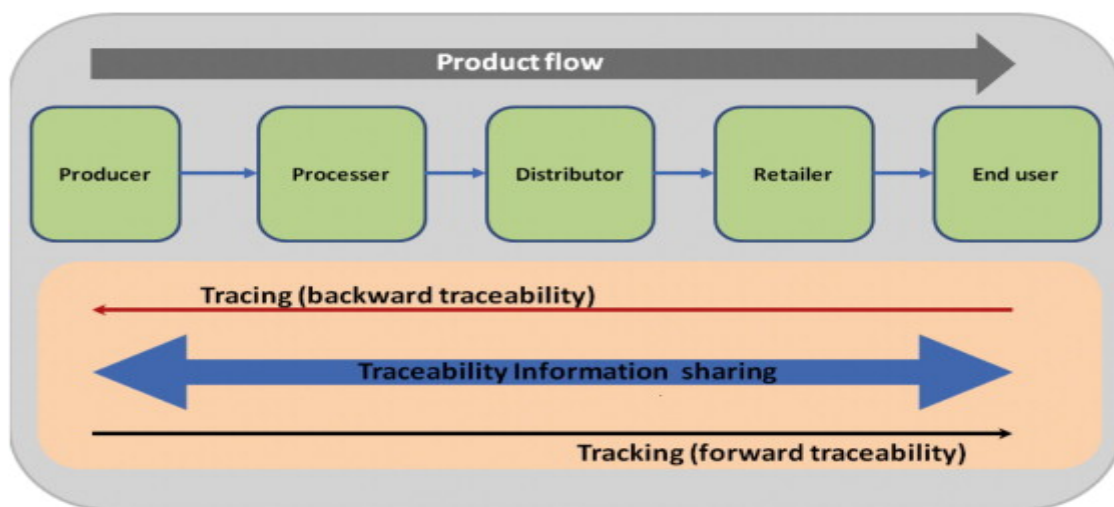 Product flow
Producer
Processer
Distributor
Retailer
End user
Tracing (backward traceability)
Traceability Information sharing
Tracking (forward traceability)